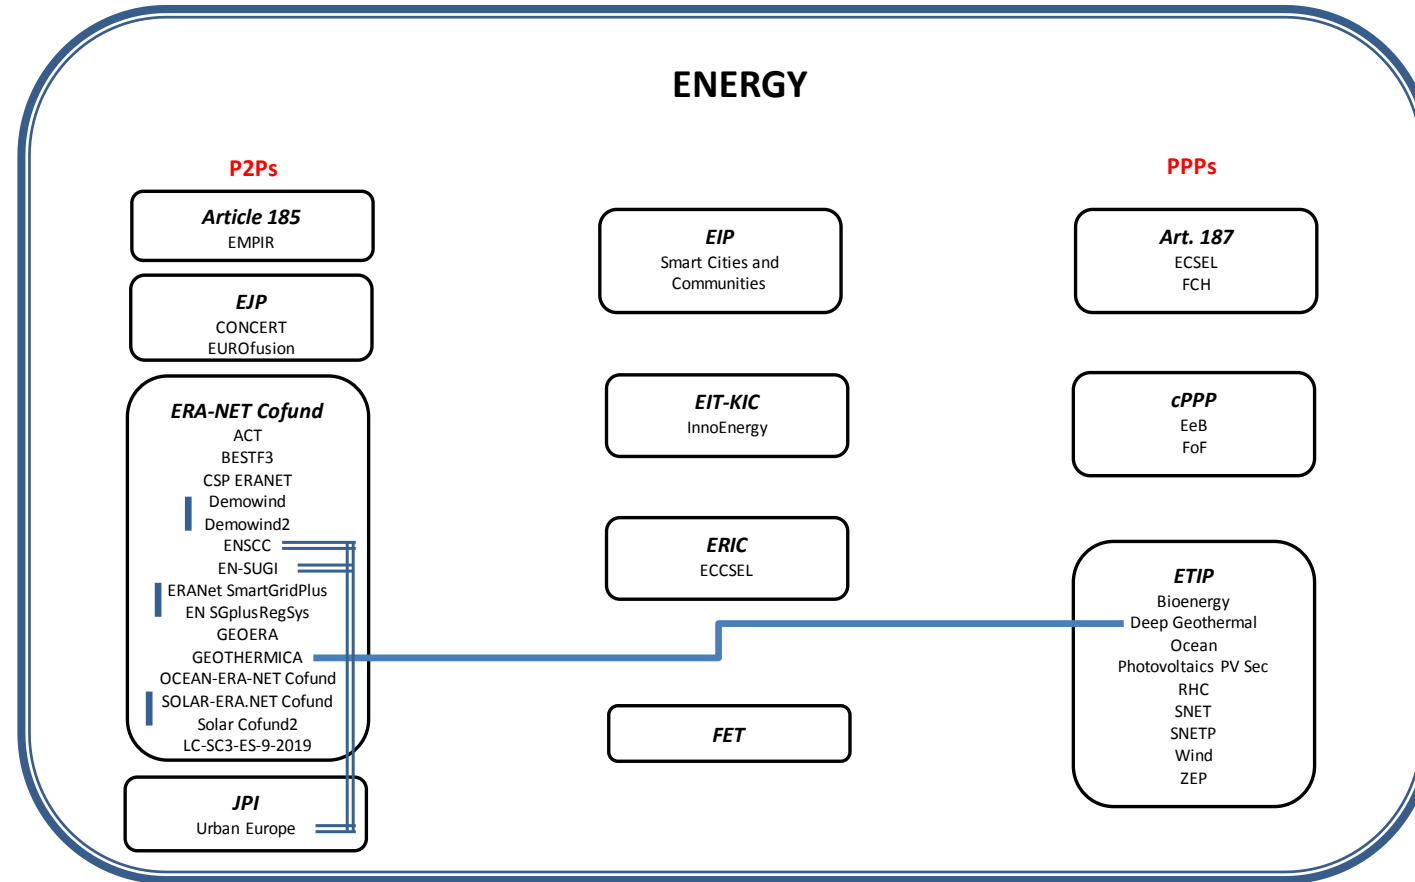 ENERGY
P2Ps
Article 185
EMPIR
EJP
CONCERT
EUROfusion
ERA-NET Cofund
ACT
BESTF3
CSP ERANET
Demowind
Demowind2
ENSCC
EN-SUGI
ERANet SmartGridPlus
EN SGplusRegSys
GEOERA
GEOTHERMICA
OCEAN-ERA-NET Cofund
SOLAR-ERA.NET Cofund
Solar Cofund2
LC-SC3-ES-9-2019
JPI
Urban Europe
EIP
Smart Cities and
Communities
EIT-KIC
InnoEnergy
ERIC
ECCSEL
FET
PPPs
Art. 187
ECSEL
FCH
cPPP
EeB
FoF
ETIP
Bioenergy
Deep Geothermal
Ocean
Photovoltaics PV Sec
RHC
SNET
SNETP
Wind
ZEP